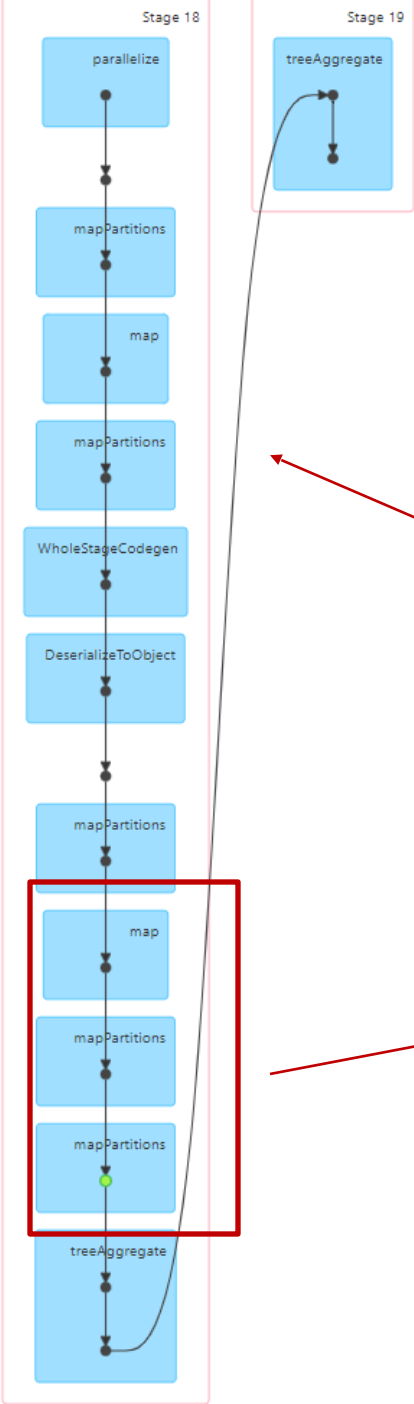 Stage 18
parallelize
mapPartitions
map
mapPartitions
WholeStageCodegen
DeserializeToObject
mapPartitions
map
mapPartitions
mapPartitions
treeAggregate
Stage 19
treeAggregate